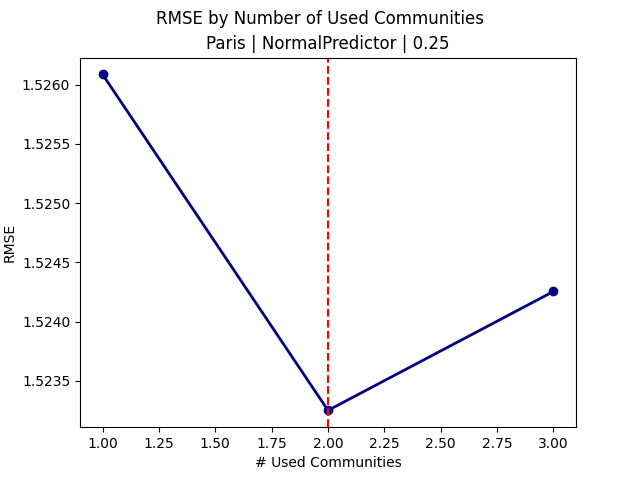 RMSE by Number of Used Communities
Paris | NormalPredictor | 0.25
1.5260
1.5255
1.5250
1.5245
1.5240
1.5235
RMSE
1.00 1.25 1.50 1.75 2.00 2.25 2.50 2.75 3.00
# Used Communities